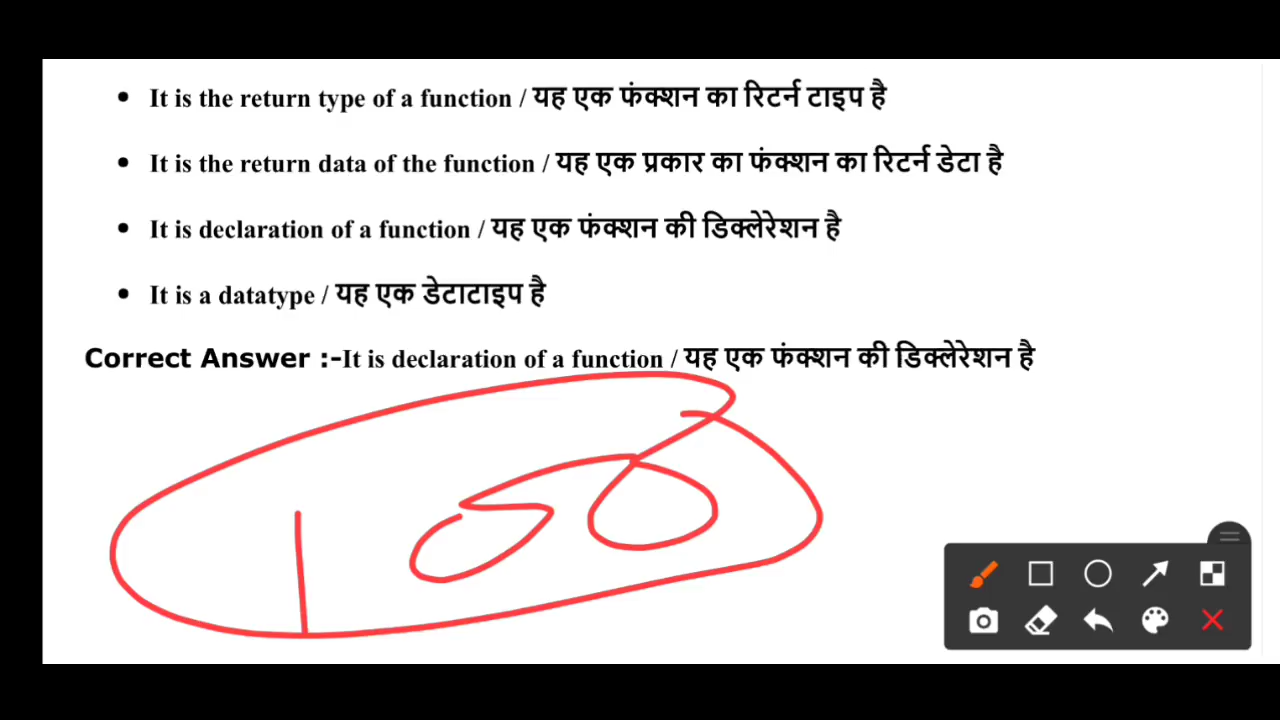 • It is the return type of a function / यह एक फंक्शन का रिटर्न टाइप है
• It is the return data of the function / यह एक प्रकार का फंक्शन का रिटर्न डेटा है
• It is declaration of a function / यह एक फंक्शन की डिक्लेरेशन है
• It is a datatype / यह एक डेटाटाइप है
Correct Answer :-It is declaration of a function / यह एक फंक्शन की डिक्लेरेशन है
100